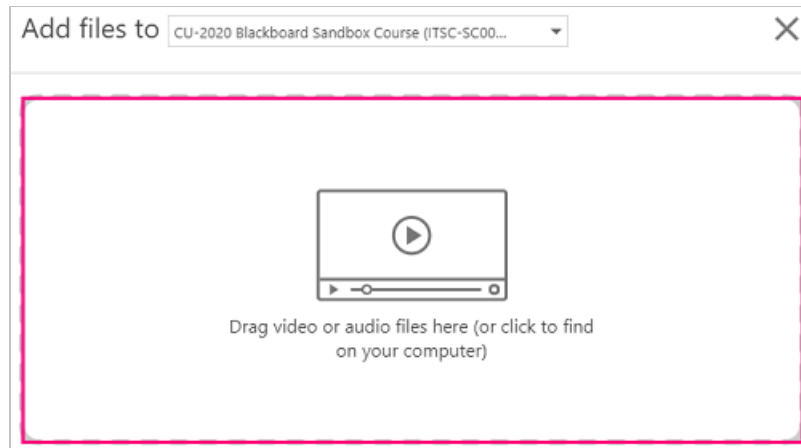 Add files to CU-2020 Blackboard Sandbox Course (ITSC-SC00...
Drag video or audio files here (or click to find
on your computer)